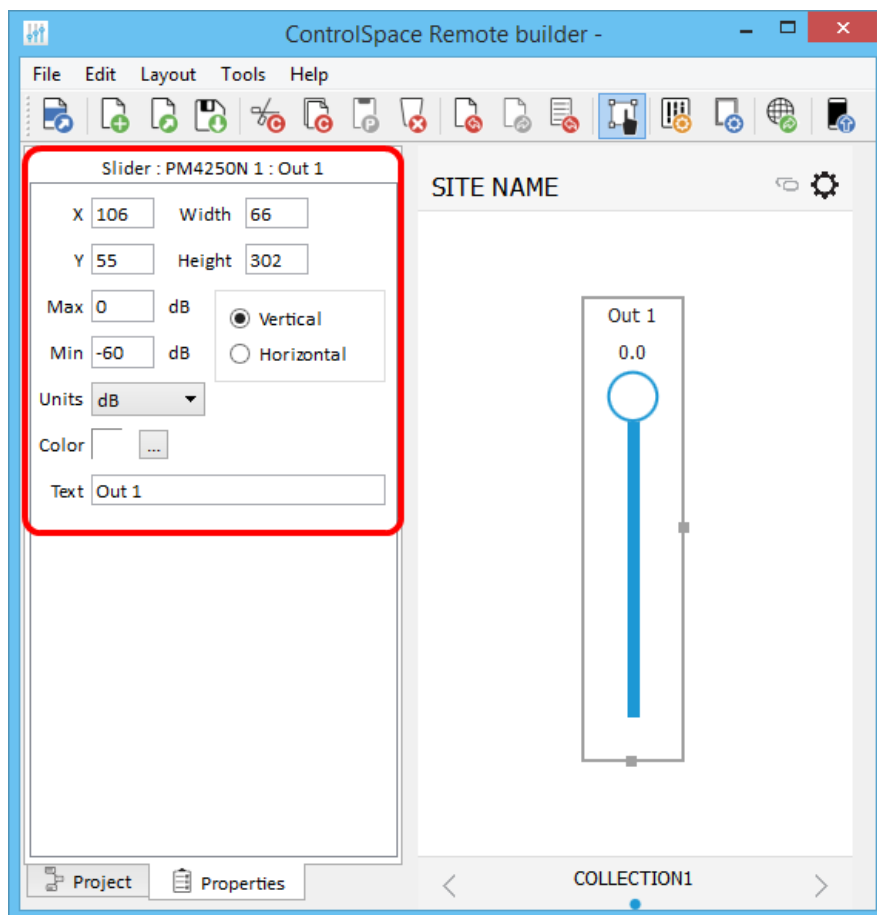 ControlSpace Remote builder -
File Edit Layout Tools Help
Slider : PM4250N 1 : Out 1
X 106 Width 66
Y 55 Height 302
Max 0 dB
Min -60 dB
Vertical
Horizontal
Units dB
Color ...
Text Out 1
Project Properties
SITE NAME
Out 1
0.0
COLLECTION1